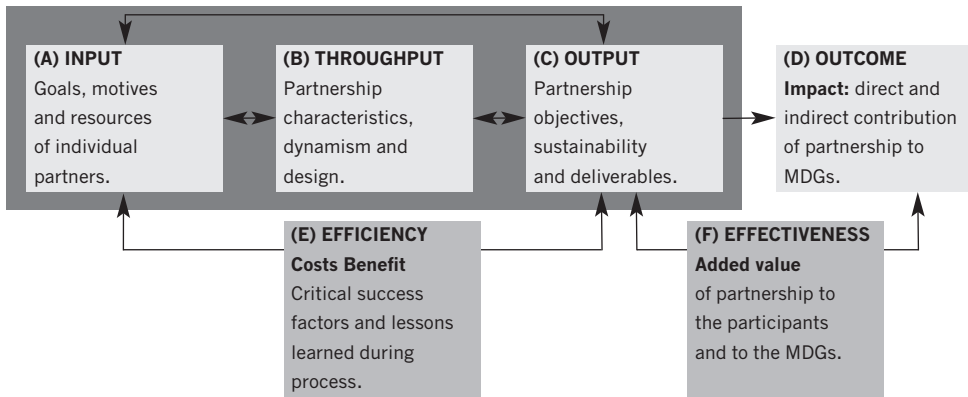 (A) INPUT
Goals, motives
and resources
of individual
partners.
(B) THROUGHPUT
Partnership
characteristics,
dynamism and
design.
(C) OUTPUT
Partnership
objectives,
sustainability
and deliverables.
(D) OUTCOME
Impact: direct and
indirect contribution
of partnership to
MDGs.
(E) EFFICIENCY
Costs Benefit
Critical success
factors and lessons
learned during
process.
(F) EFFECTIVENESS
Added value
of partnership to
the participants
and to the MDGs.